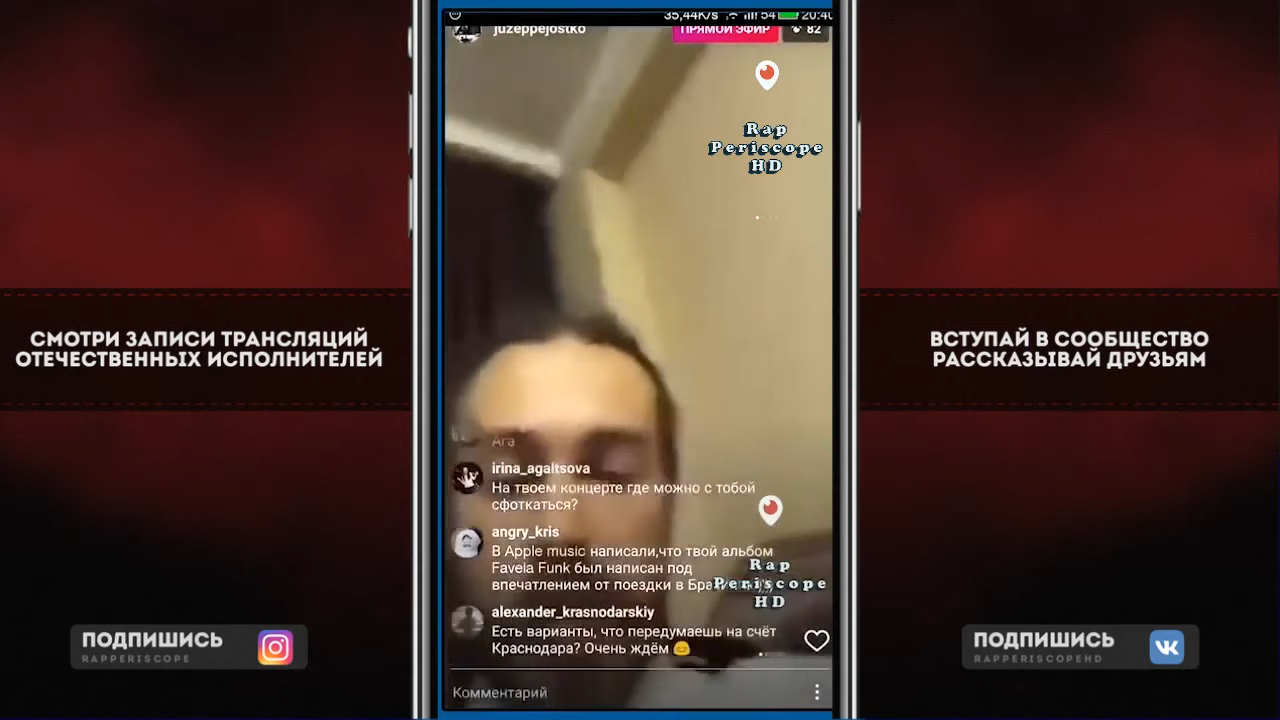 35,44K/s 54 20:40
juzeppejostko ПРЯМОЙ ЭФИР 82
Rap
Periscope
HD
СМОТРИ ЗАПИСИ ТРАНСЛЯЦИЙ
ОТЕЧЕСТВЕННЫХ ИСПОЛНИТЕЛЕЙ
ВСТУПАЙ В СООБЩЕСТВО
РАССКАЗЫВАЙ ДРУЗЬЯМ
Ага
irina_agaltsova
На твоем концерте где можно с тобой
сфоткаться?
angry_kris
В Apple music написали,что твой альбом
Favela Funk был написан под
впечатлением от поездки в
Rap
Periscope
HD
alexander_krasnodarskiy
Есть варианты, что передумаешь на счёт
Краснодара? Очень ждём 😊
Комментарий
ПОДПИШИСЬ
RAPPERISCOPE
ПОДПИШИСЬ
RAPPERISCOPEHD